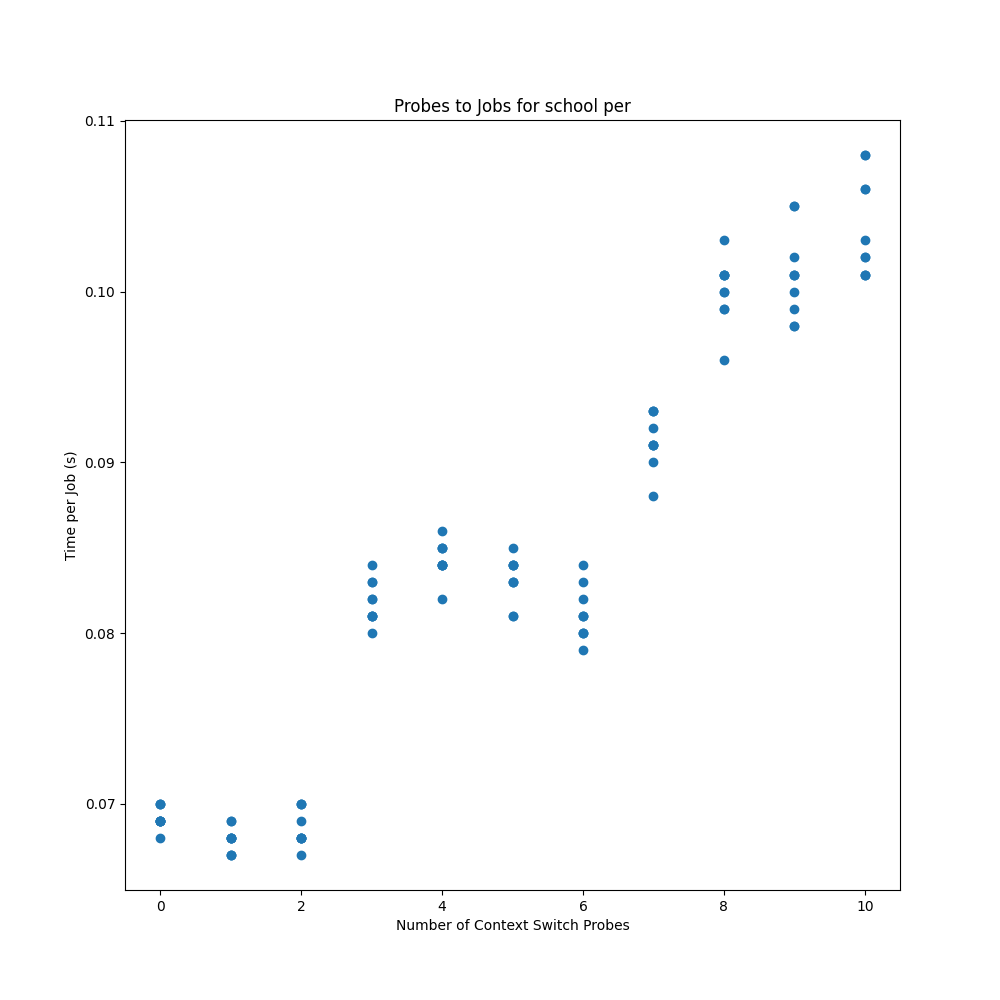 Probes to Jobs for school per
0.11
0.10
0.09
0.08
0.07
Time per Job (s)
0 2 4 6 8 10
Number of Context Switch Probes